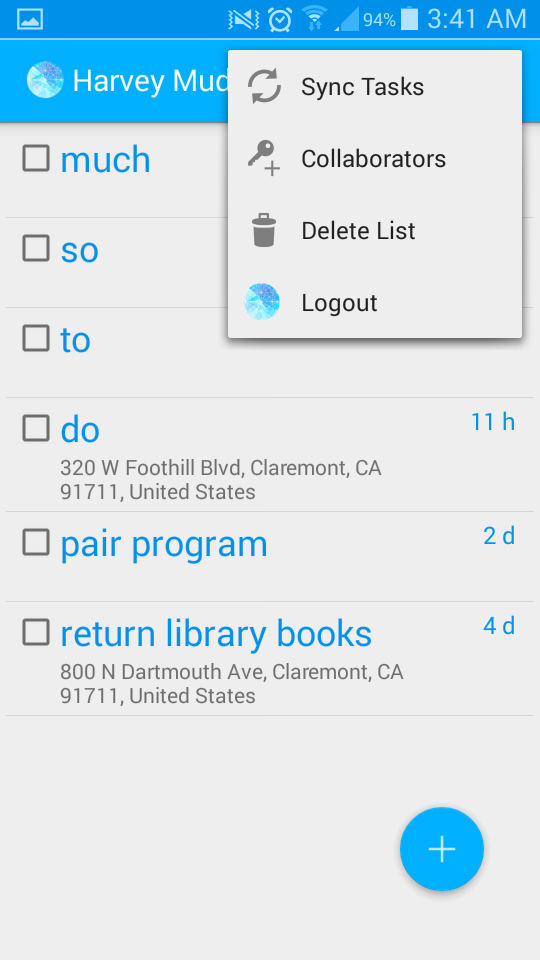 94% 3:41 AM
Harvey Mud
Sync Tasks
Collaborators
Delete List
Logout
much
so
to
do 11 h
320 W Foothill Blvd, Claremont, CA
91711, United States
pair program 2 d
return library books 4 d
800 N Dartmouth Ave, Claremont, CA
91711, United States